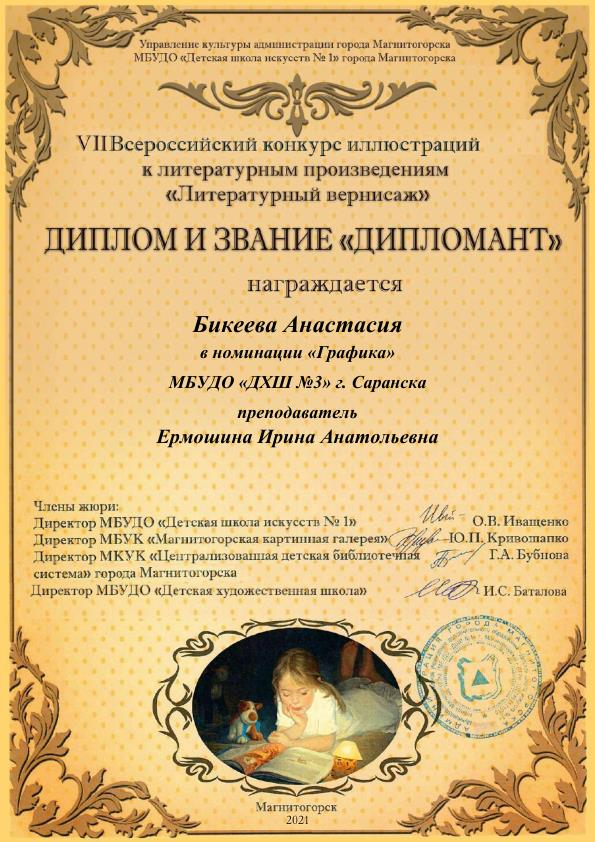 Управление культуры администрации города Магнитогорска
МБУДО «Детская школа искусств № 1» города Магнитогорска
VII Всероссийский конкурс иллюстраций
к литературным произведениям
«Литературный вернисаж»
ДИПЛОМ И ЗВАНИЕ «ДИПЛОМАНТ»
награждается
Бикеева Анастасия
в номинации «Графика»
МБУДО «ДХШ №3» г. Саранска
преподаватель
Ермошина Ирина Анатольевна
Члены жюри:
Директор МБУДО «Детская школа искусств № 1» О.В. Иващенко
Директор МБУК «Магнитогорская картинная галерея» Ю.П. Кривошапко
Директор МКУК «Централизованная детская библиотечная Г.А. Бубнова
система» города Магнитогорска
Директор МБУДО «Детская художественная школа» И.С. Баталова
Магнитогорск
2021